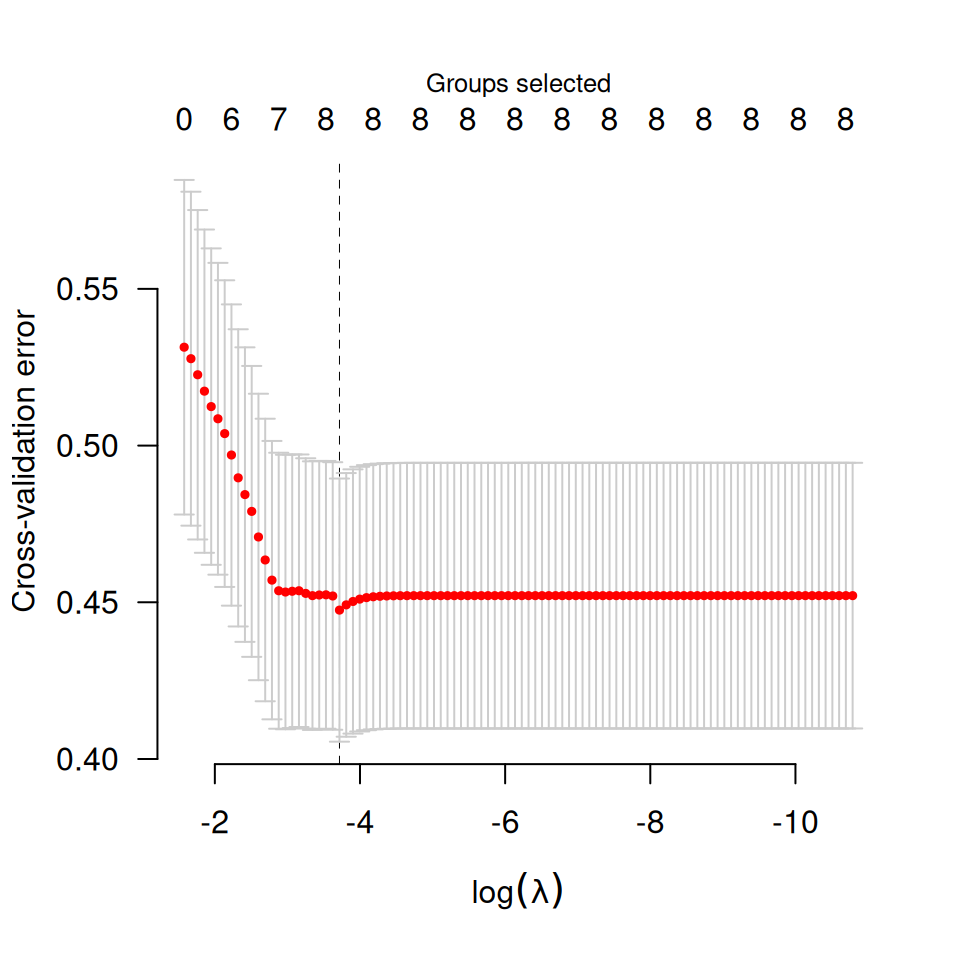 Groups selected
0 6 7 8 8 8 8 8 8 8 8 8 8 8 8
0.55
0.50
0.45
0.40
Cross-validation error
-2 -4 -6 -8 -10
log(λ)